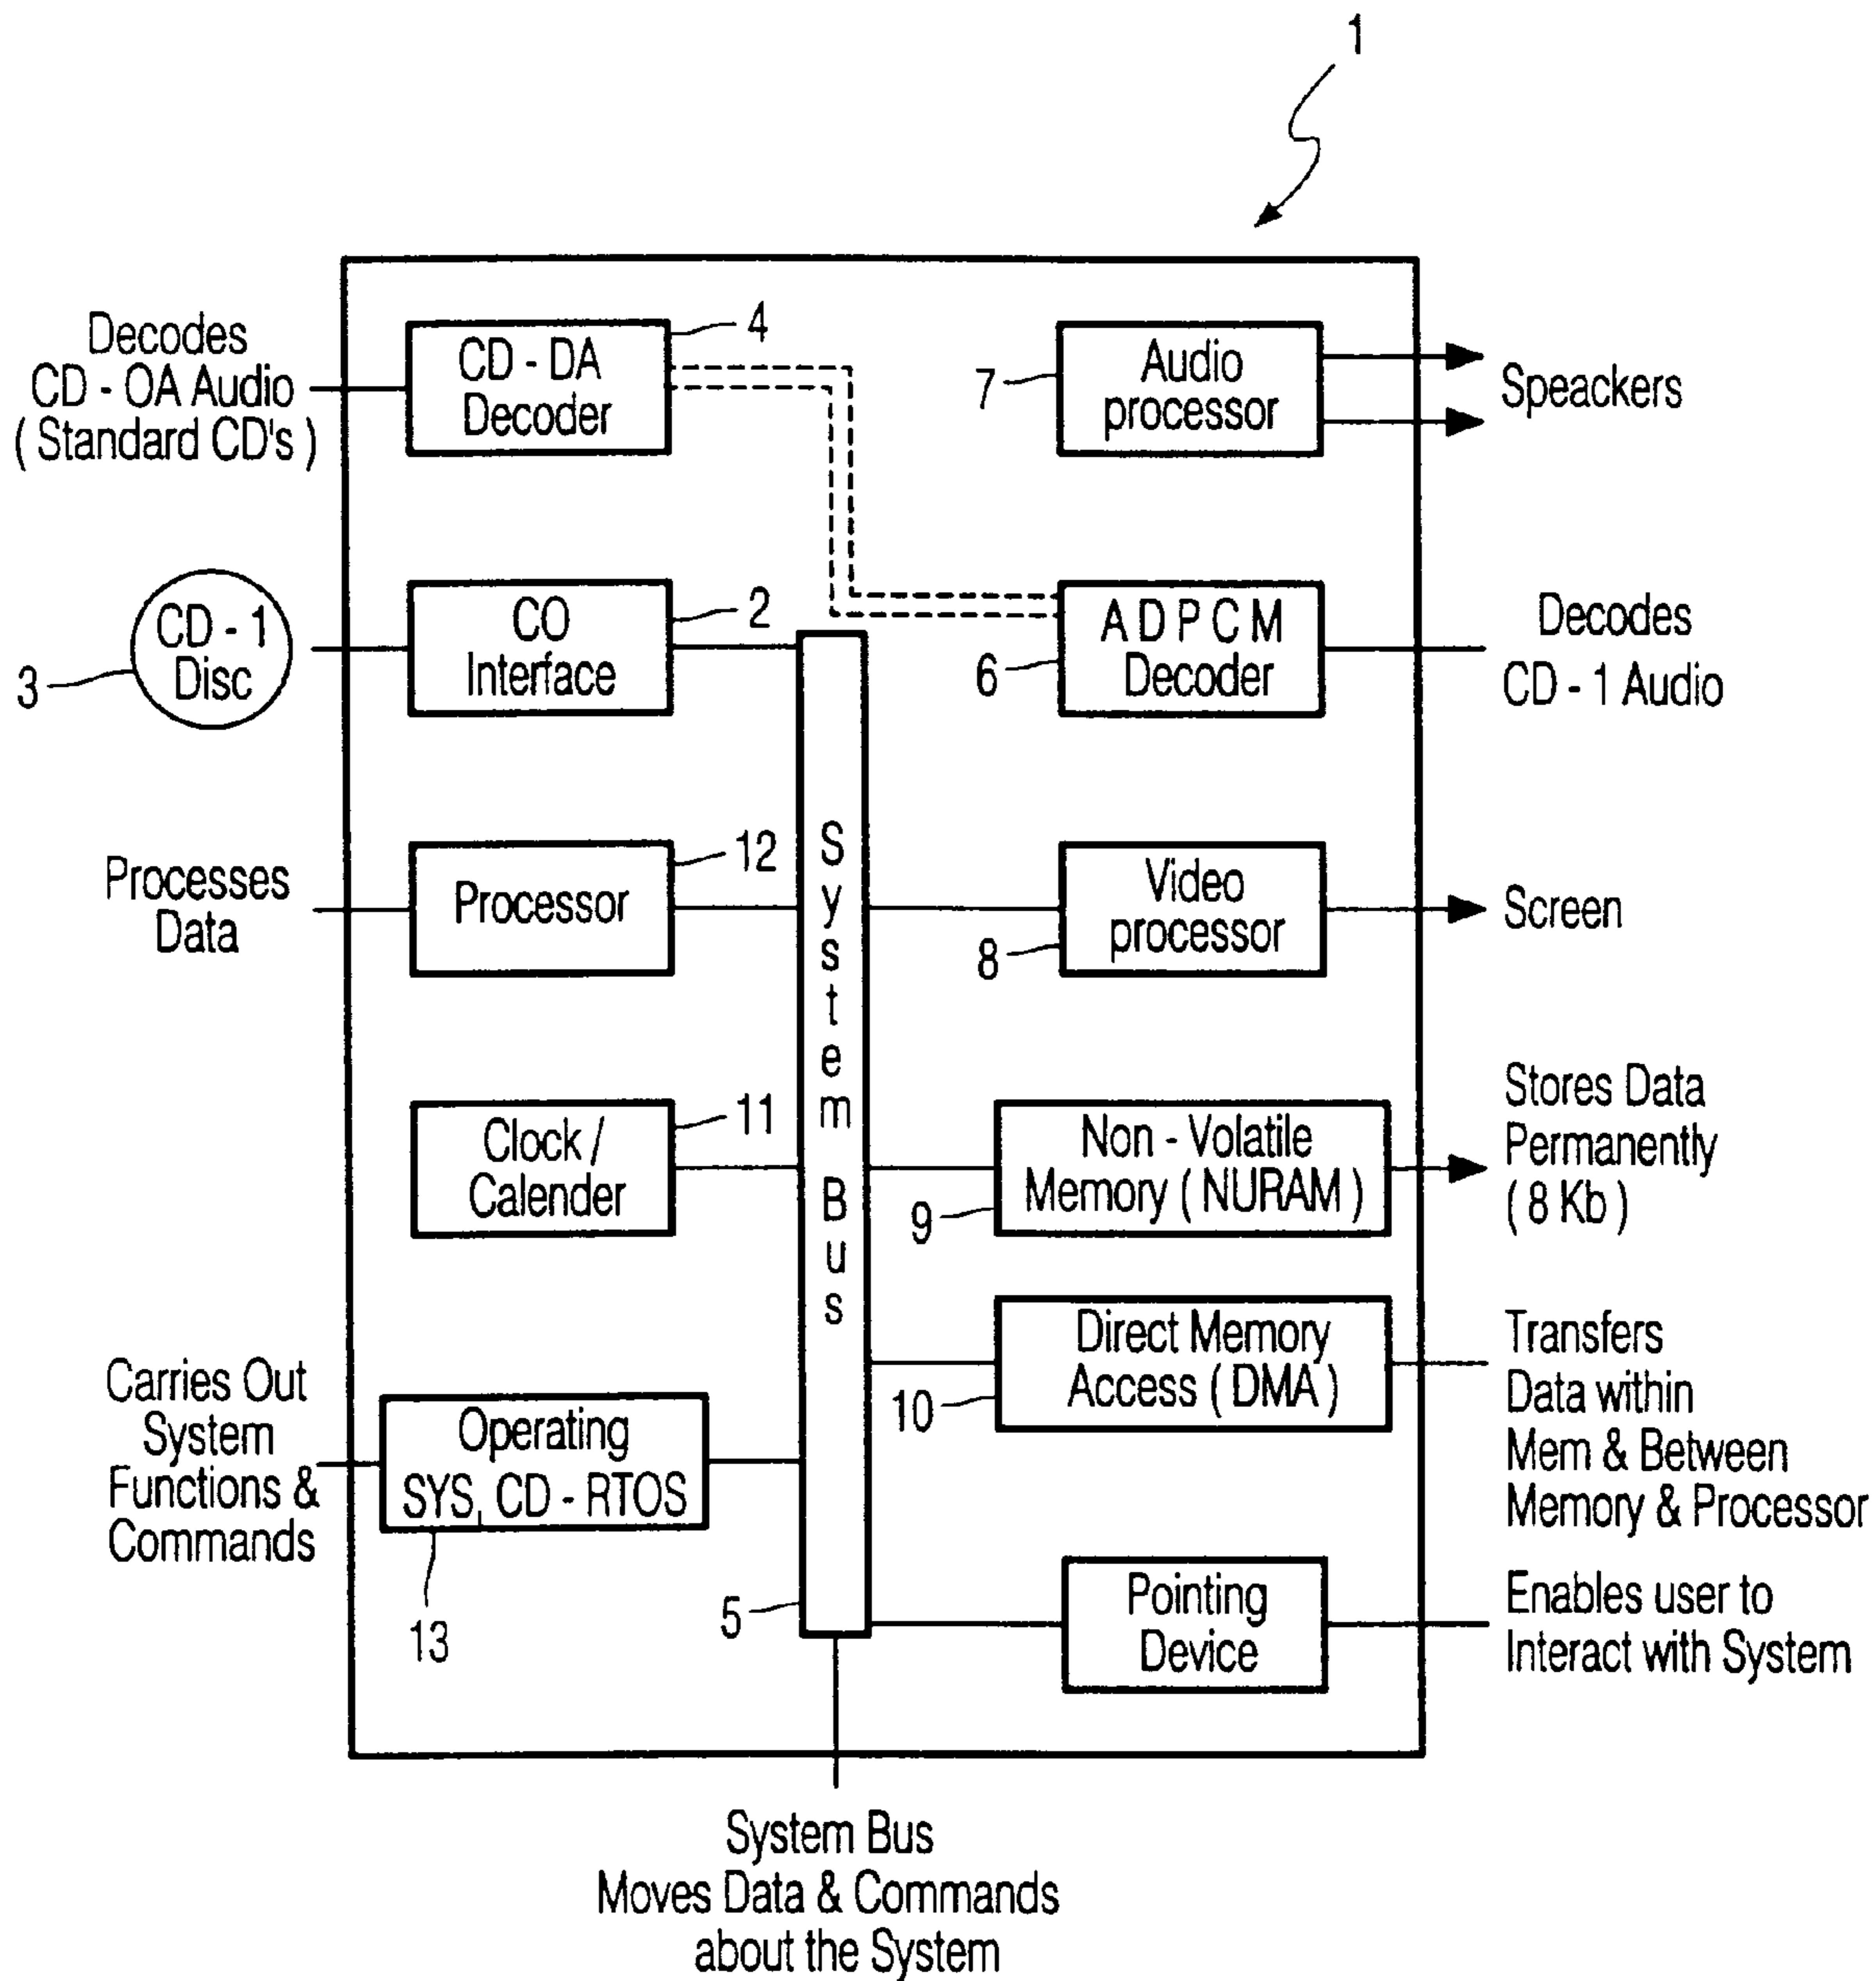 1
Decodes
CD - OA Audio
( Standard CD's )
CD - DA
Decoder
4
7
Audio
processor
Speackers
CD - 1
Disc
3
CO
Interface
2
6
A D P C M
Decoder
Decodes
CD - 1 Audio
Processes
Data
Processor
12
System Bus
8
Video
processor
Screen
Clock /
Calender
11
9
Non - Volatile
Memory ( NURAM )
Stores Data
Permanently
( 8 Kb )
Carries Out
System
Functions &
Commands
Operating
SYS, CD - RTOS
13
10
Direct Memory
Access ( DMA )
Transfers
Data within
Mem & Between
Memory & Processor
5
Pointing
Device
Enables user to
Interact with System
System Bus
Moves Data & Commands
about the System